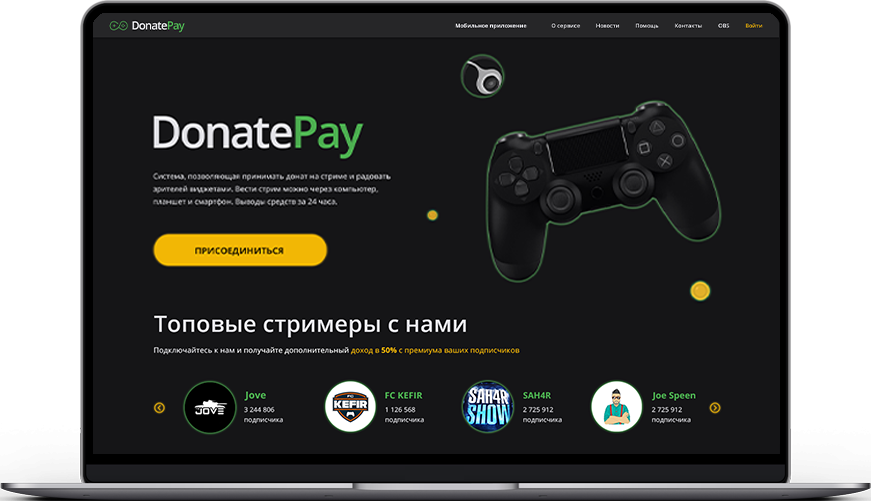 DonatePay
Мобильное приложение
О сервисе
Новости
Помощь
Контакты
OBS
Войти
DonatePay
Система, позволяющая принимать донат на стриме и радовать
зрителей виджетами. Вести стрим можно через компьютер,
планшет и смартфон. Выводы средств за 24 часа.
ПРИСОЕДИНИТЬСЯ
Топовые стримеры с нами
Подключайтесь к нам и получайте дополнительный доход в 50% с премиума ваших подписчиков
JOVE
Jove
3 244 806
подписчика
FC
KEFIR
FC KEFIR
1 126 568
подписчика
SAH4R
SHOW
SAH4R
2 725 912
подписчика
Joe Speen
2 725 912
подписчика